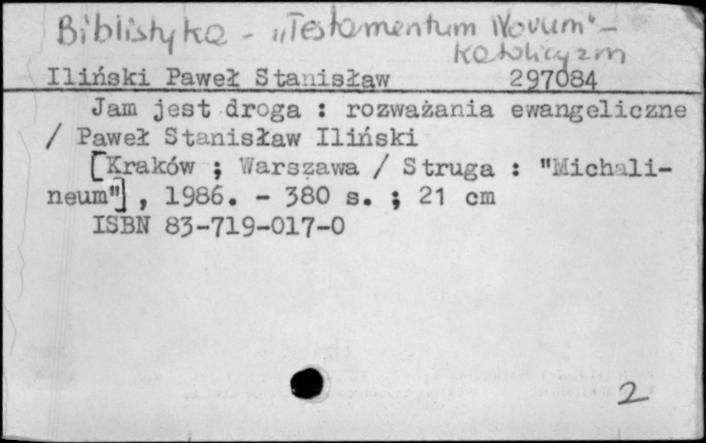 Biblistyka - „Testamentum Novum" -
katolicyzm
Iliński Paweł Stanisław 297084
Jam jest droga : rozważania ewangeliczne
/ Paweł Stanisław Iliński
[Kraków ; Warszawa / Struga : "Michali-
neum"] , 1986. - 380 s. ; 21 cm
ISBN 83-719-017-0
2